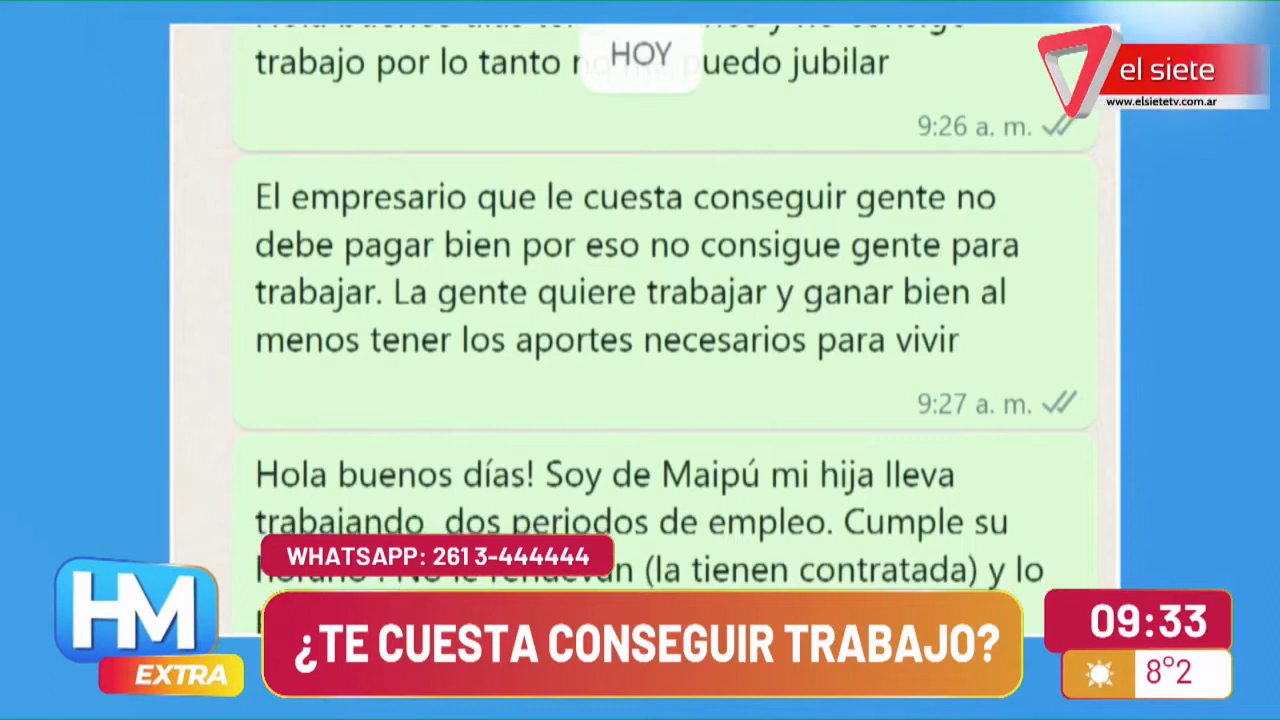 trabajo por lo tanto no me puedo jubilar
HOY
9:26 a. m.
el siete
www.elsietetv.com.ar
El empresario que le cuesta conseguir gente no
debe pagar bien por eso no consigue gente para
trabajar. La gente quiere trabajar y ganar bien al
menos tener los aportes necesarios para vivir
9:27 a. m.
Hola buenos días! Soy de Maipú mi hija lleva
trabajando dos periodos de empleo. Cumple su
(la tienen contratada) y lo
WHATSAPP: 2613-444444
HM
EXTRA
¿TE CUESTA CONSEGUIR TRABAJO?
09:33
8°2